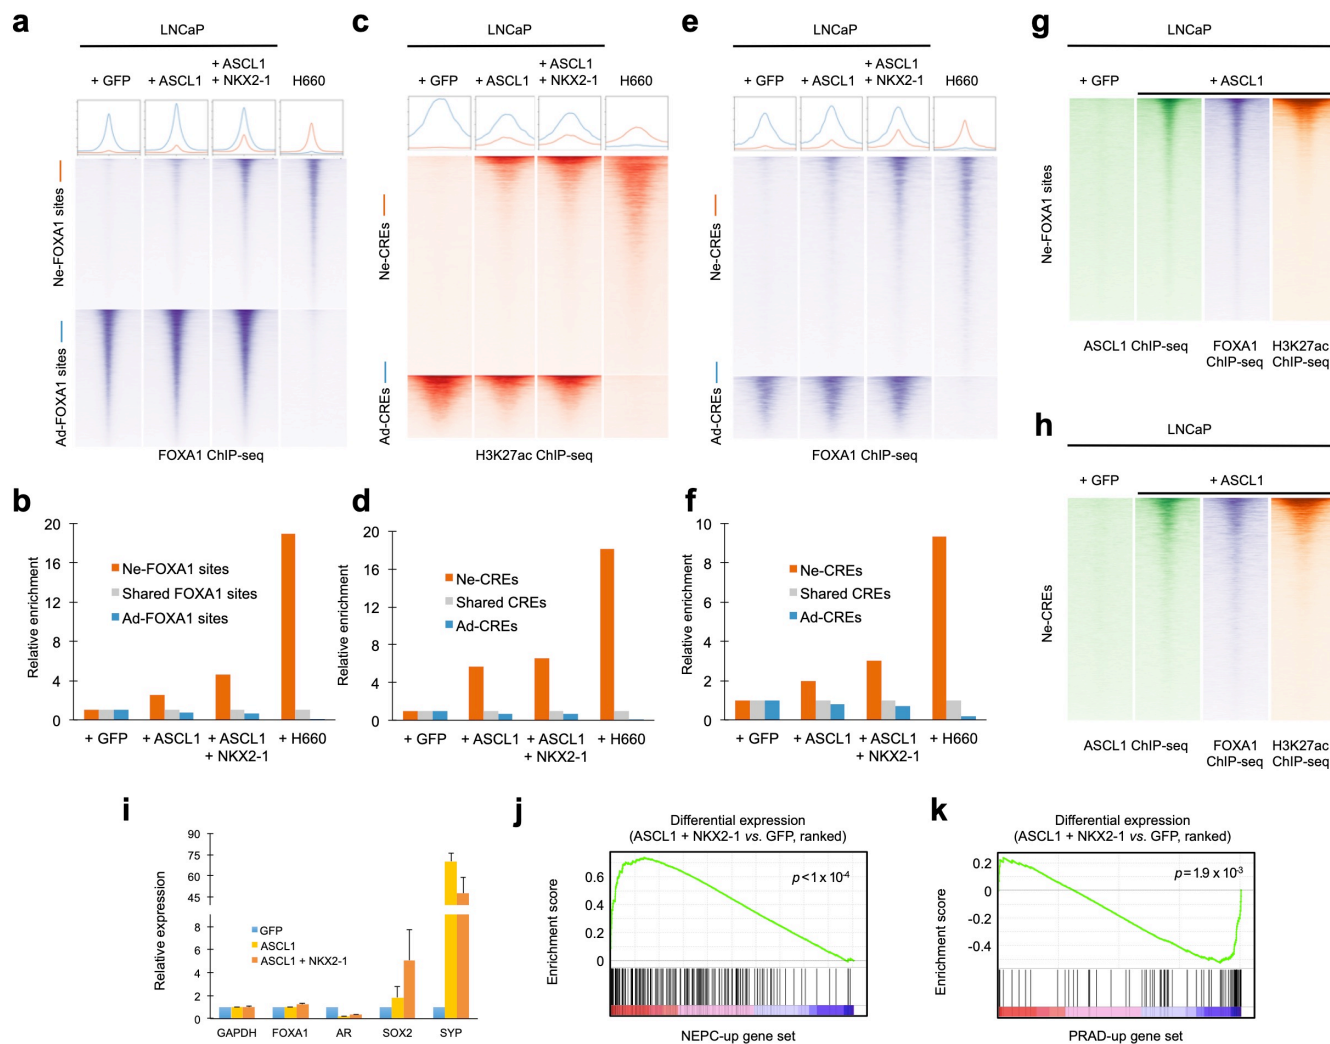 a
LNCaP
+ GFP
+ ASCL1
+ ASCL1
+ NKX2-1
H660
Ne-FOXA1 sites
Ad-FOXA1 sites
FOXA1 ChIP-seq
c
LNCaP
+ GFP
+ ASCL1
+ ASCL1
+ NKX2-1
H660
Ne-CREs
Ad-CREs
H3K27ac ChIP-seq
e
LNCaP
+ GFP
+ ASCL1
+ ASCL1
+ NKX2-1
H660
Ne-CREs
Ad-CREs
FOXA1 ChIP-seq
g
LNCaP
+ GFP
+ ASCL1
Ne-FOXA1 sites
ASCL1 ChIP-seq
FOXA1
ChIP-seq
H3K27ac
ChIP-seq
h
LNCaP
+ GFP
+ ASCL1
Ne-CREs
ASCL1 ChIP-seq
FOXA1
ChIP-seq
H3K27ac
ChIP-seq
b
Relative enrichment
20
16
12
8
4
0
Ne-FOXA1 sites
Shared FOXA1 sites
Ad-FOXA1 sites
+ GFP
+ ASCL1
+ ASCL1
+ NKX2-1
+ H660
d
Relative enrichment
20
16
12
8
4
0
Ne-CREs
Shared CREs
Ad-CREs
+ GFP
+ ASCL1
+ ASCL1
+ NKX2-1
+ H660
f
Relative enrichment
10
8
6
4
2
0
Ne-CREs
Shared CREs
Ad-CREs
+ GFP
+ ASCL1
+ ASCL1
+ NKX2-1
+ H660
i
Relative expression
90
75
60
45
8
6
4
2
0
GFP
ASCL1
ASCL1 + NKX2-1
GAPDH
FOXA1
AR
SOX2
SYP
j
Differential expression
(ASCL1 + NKX2-1 vs. GFP, ranked)
p < 1 x 10-4
Enrichment score
0.6
0.4
0.2
0
NEPC-up gene set
k
Differential expression
(ASCL1 + NKX2-1 vs. GFP, ranked)
p = 1.9 x 10-3
Enrichment score
0.2
0
-0.2
-0.4
PRAD-up gene set